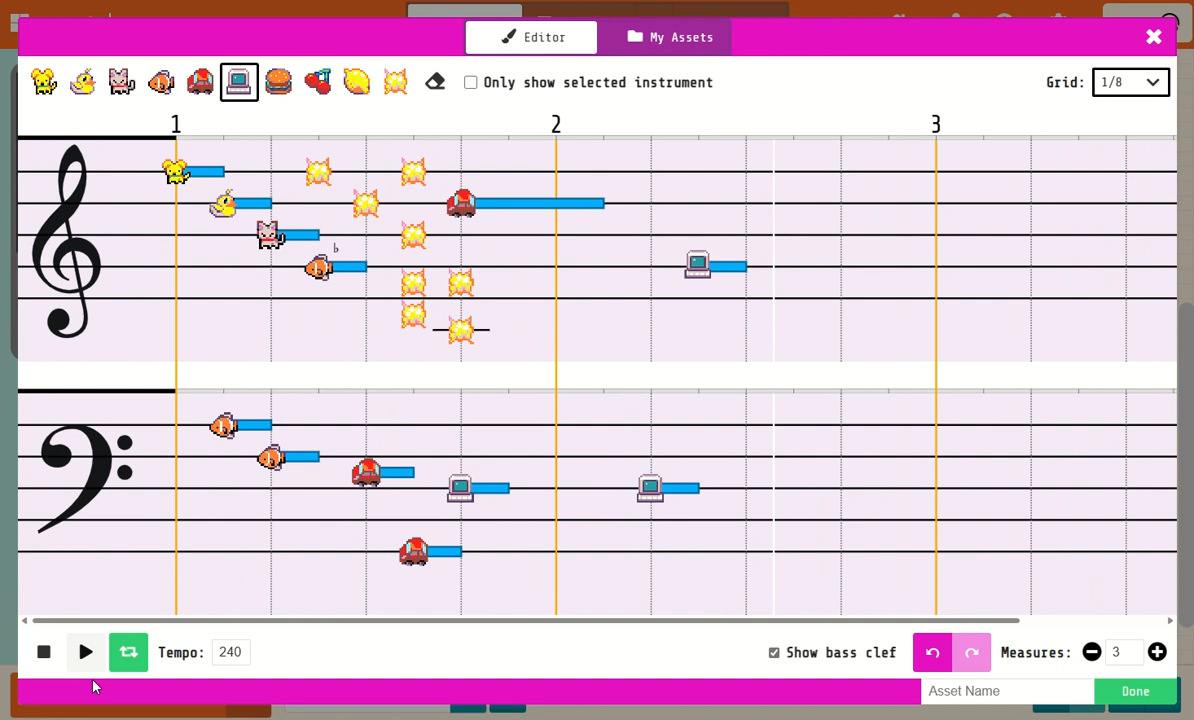 Editor
My Assets
Only show selected instrument
Grid: 1/8
1 2 3
♭
Tempo: 240
Show bass clef
Measures: 3
Asset Name
Done